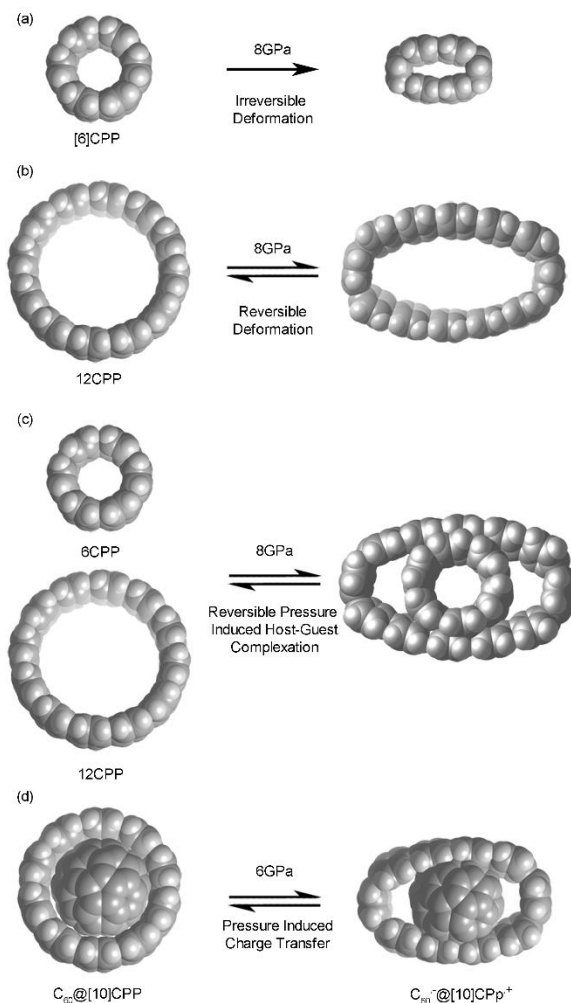 (a)
8GPa
Irreversible
Deformation
[6]CPP
(b)
8GPa
Reversible
Deformation
12CPP
(c)
6CPP
8GPa
Reversible Pressure
Induced Host-Guest
Complexation
12CPP
(d)
6GPa
Pressure Induced
Charge Transfer
C60@[10]CPP
C60·-@[10]CPp·+